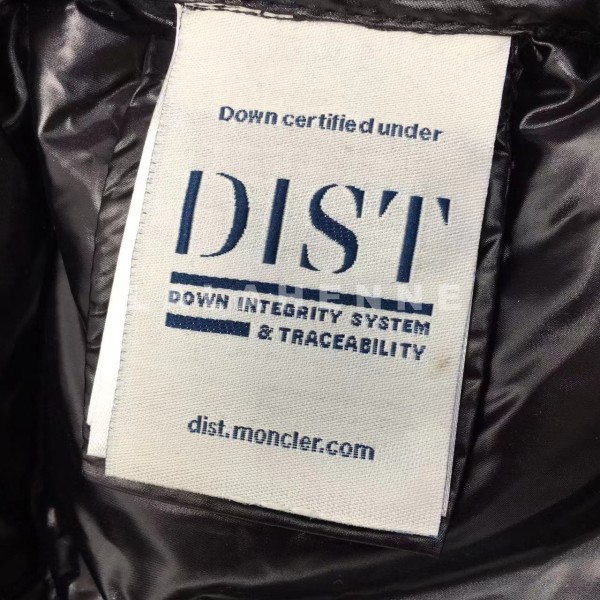 Down certified under
DIST
DOWN INTEGRITY SYSTEM
& TRACEABILITY
dist.moncler.com